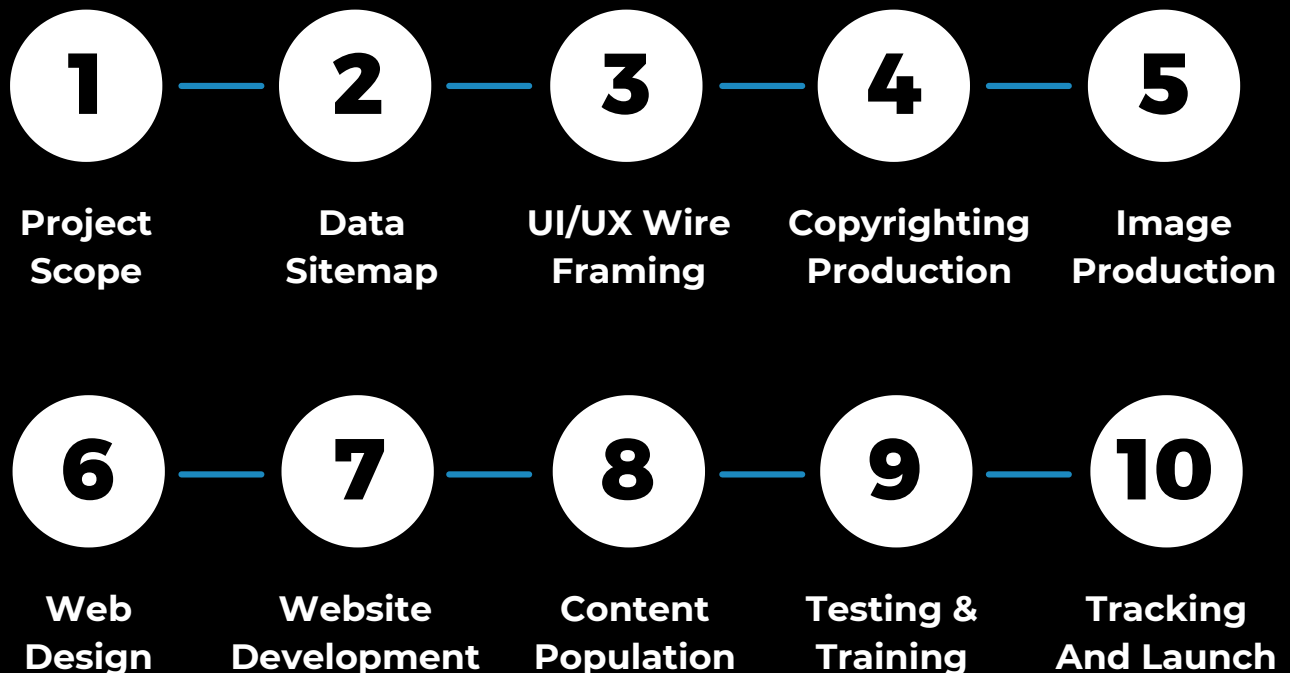 1 2 3 4 5
Project Data UI/UX Wire Copyrighting Image
Scope Sitemap Framing Production Production
6 7 8 9 10
Web Website Content Testing & Tracking
Design Development Population Training And Launch